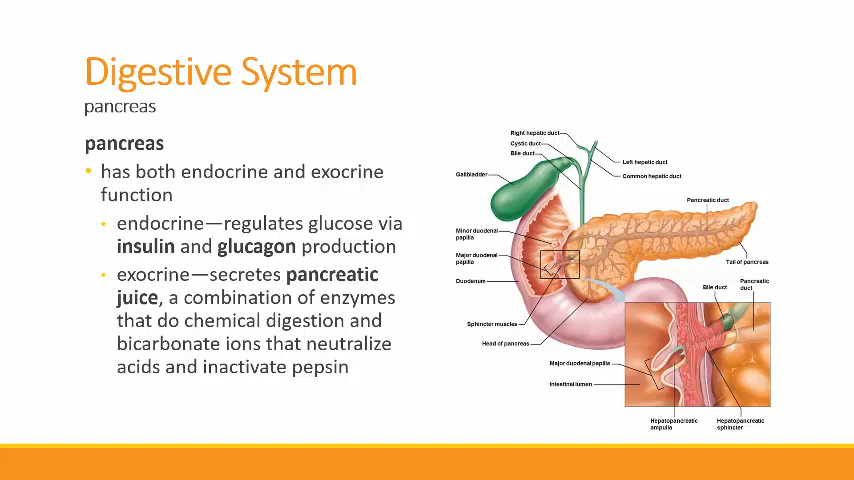 Digestive System
pancreas
pancreas
• has both endocrine and exocrine
function
• endocrine—regulates glucose via
insulin and glucagon production
• exocrine—secretes pancreatic
juice, a combination of enzymes
that do chemical digestion and
bicarbonate ions that neutralize
acids and inactivate pepsin
Right hepatic duct
Cystic duct
Bile duct
Left hepatic duct
Common hepatic duct
Gallbladder
Pancreatic duct
Minor duodenal
papilla
Major duodenal
papilla
Tail of pancreas
Duodenum
Bile duct
Pancreatic
duct
Sphincter muscles
Head of pancreas
Major duodenal papilla
Intestinal lumen
Hepatopancreatic
ampulla
Hepatopancreatic
sphincter